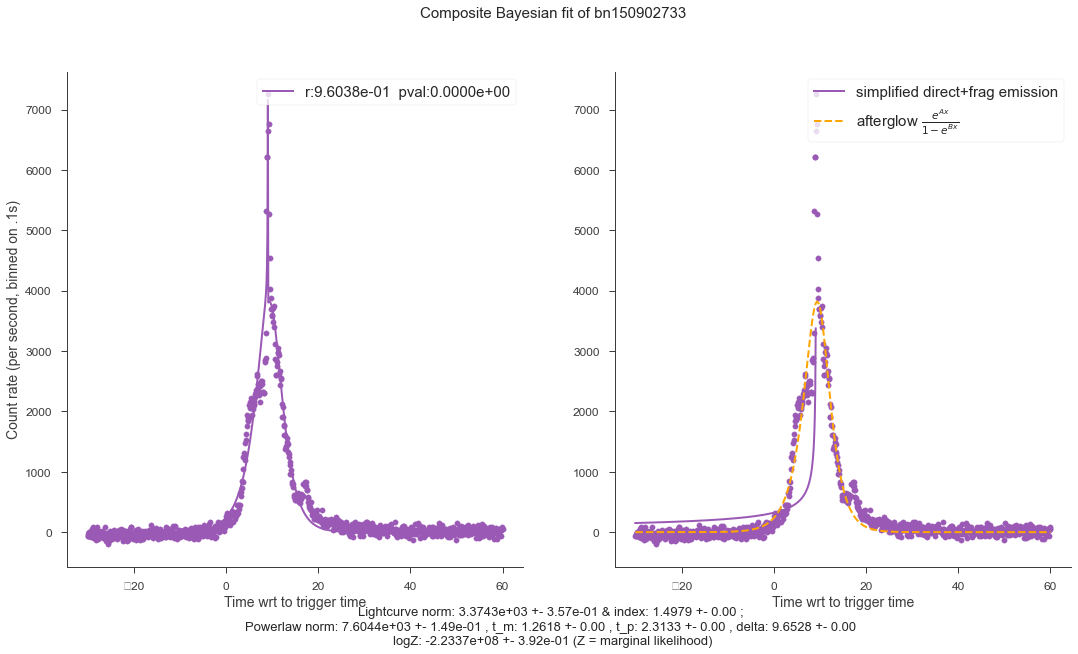 Composite Bayesian fit of bn150902733
r:9.6038e-01 pval:0.0000e+00
simplified direct+frag emission
afterglow e^{Ax}/(1-e^{Bx})
Count rate (per second, binned on .1s)
7000
6000
5000
4000
3000
2000
1000
0
□20 0 20 40 60
Time wrt to trigger time
7000
6000
5000
4000
3000
2000
1000
0
□20 0 20 40 60
Time wrt to trigger time
Lightcurve norm: 3.3743e+03 +- 3.57e-01 & index: 1.4979 +- 0.00 ;
Powerlaw norm: 7.6044e+03 +- 1.49e-01 , t_m: 1.2618 +- 0.00 , t_p: 2.3133 +- 0.00 , delta: 9.6528 +- 0.00
logZ: -2.2337e+08 +- 3.92e-01 (Z = marginal likelihood)